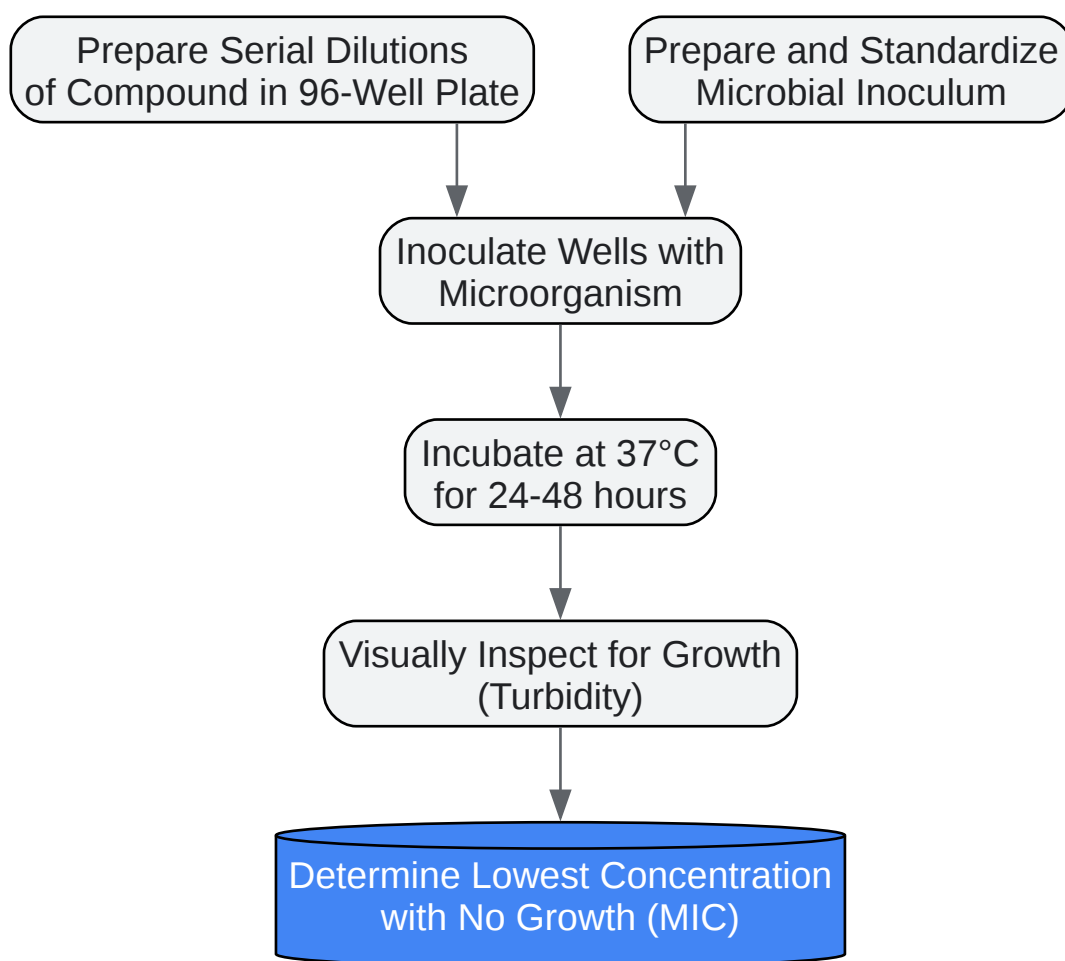 Prepare Serial Dilutions
of Compound in 96-Well Plate
Prepare and Standardize
Microbial Inoculum
Inoculate Wells with
Microorganism
Incubate at 37°C
for 24-48 hours
Visually Inspect for Growth
(Turbidity)
Determine Lowest Concentration
with No Growth (MIC)